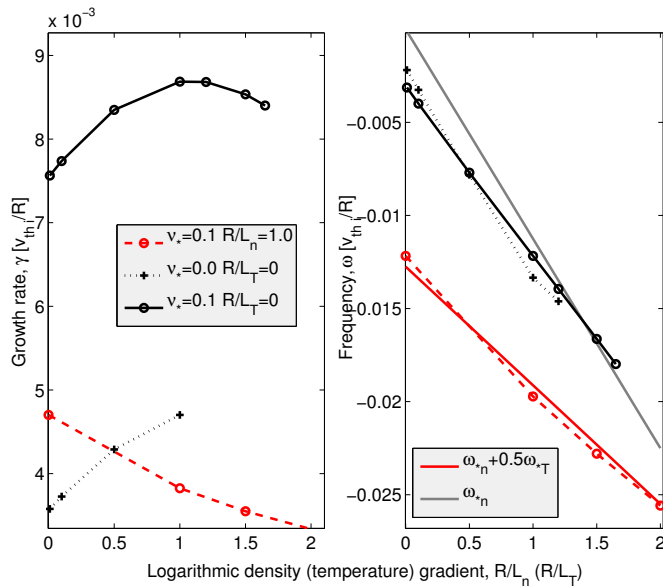 x 10⁻³
9
8
7
6
5
4
0
0.5
1.0
1.5
2
Growth rate, γ [v_th i/R]
ν_*=0.1 R/L_n=1.0
ν_*=0.0 R/L_T=0
ν_*=0.1 R/L_T=0
−0.005
−0.01
−0.015
−0.02
−0.025
0
0.5
1.0
1.5
2
Frequency, ω [v_th i/R]
ω_*n+0.5ω_*T
ω_*n
Logarithmic density (temperature) gradient, R/L_n (R/L_T)